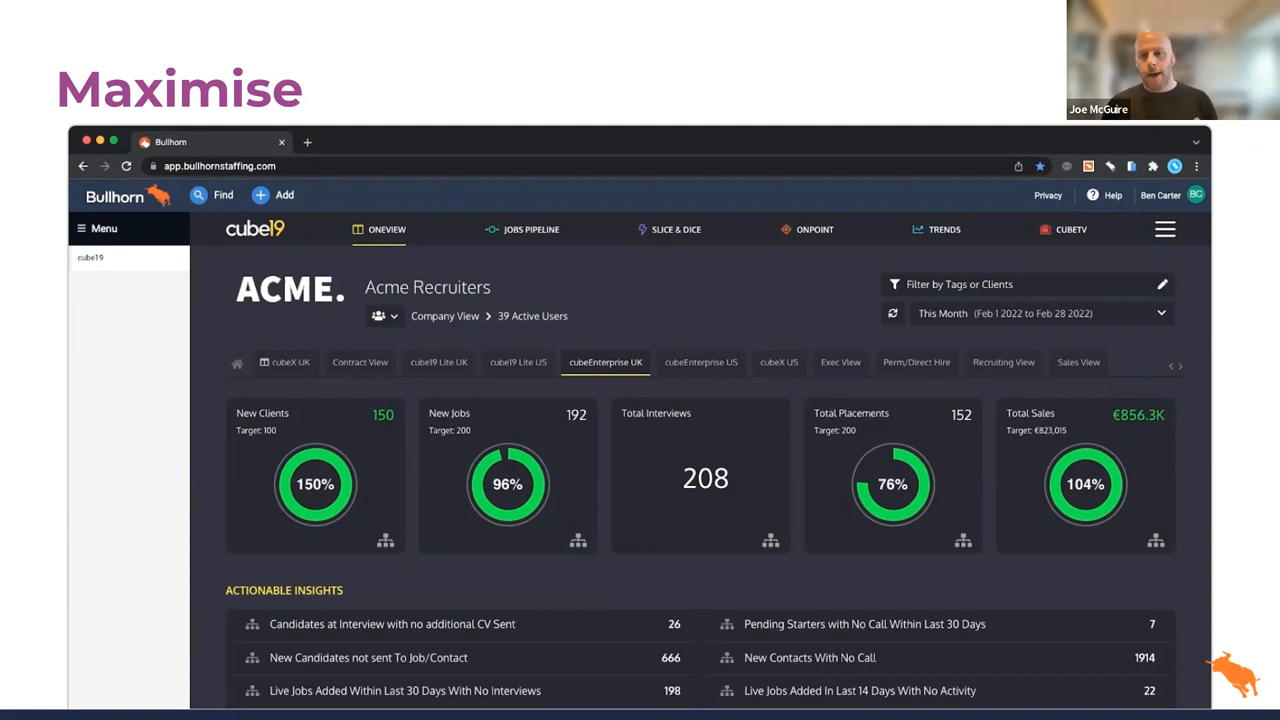 Maximise
Joe McGuire
Bullhorn
app.bullhornstaffing.com
Bullhorn Find Add Privacy Help Ben Carter BC
Menu cube19 ONEVIEW JOBS PIPELINE SLICE & DICE ONPOINT TRENDS CUBETV
cube19
ACME. Acme Recruiters Filter by Tags or Clients
Company View 39 Active Users This Month (Feb 1 2022 to Feb 28 2022)
cubeX UK Contract View cube19 Lite UK cube19 Lite US cubeEnterprise UK cubeEnterprise US cubeX US Exec View Perm/Direct Hire Recruiting View Sales View
New Clients 150 New Jobs 192 Total Interviews Total Placements 152 Total Sales €856.3K
Target: 100 Target: 200 Target: 200 Target: €823,015
150% 96% 208 76% 104%
ACTIONABLE INSIGHTS
Candidates at Interview with no additional CV Sent 26 Pending Starters with No Call Within Last 30 Days 7
New Candidates not sent To Job/Contact 666 New Contacts With No Call 1914
Live Jobs Added Within Last 30 Days With No Interviews 198 Live Jobs Added In Last 14 Days With No Activity 22